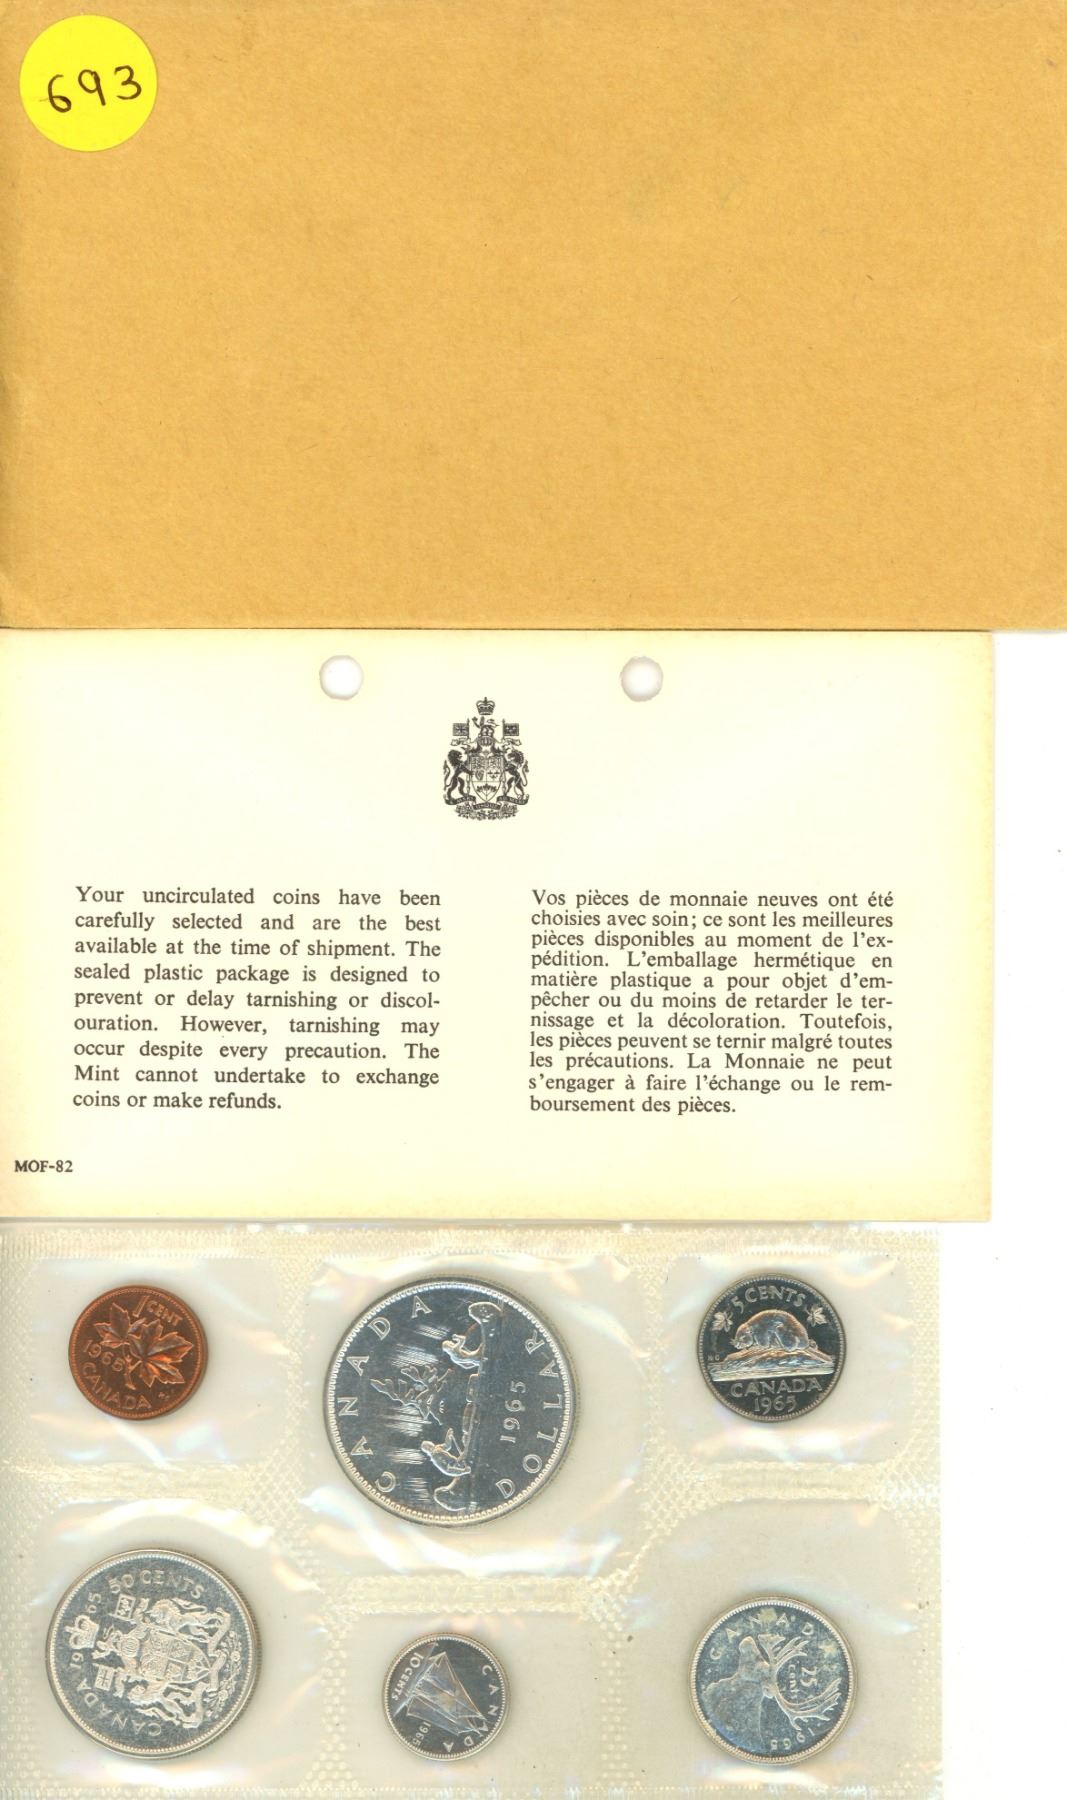 693
Your uncirculated coins have been
carefully selected and are the best
available at the time of shipment. The
sealed plastic package is designed to
prevent or delay tarnishing or discol-
ouration. However, tarnishing may
occur despite every precaution. The
Mint cannot undertake to exchange
coins or make refunds.
Vos pièces de monnaie neuves ont été
choisies avec soin; ce sont les meilleures
pièces disponibles au moment de l'ex-
pédition. L'emballage hermétique en
matière plastique a pour objet d'em-
pêcher ou du moins de retarder le ter-
nissage et la décoloration. Toutefois,
les pièces peuvent se ternir malgré toutes
les précautions. La Monnaie ne peut
s'engager à faire l'échange ou le rem-
boursement des pièces.
MOF-82
1 CENT
1965
CANADA
CANADA
1965
DOLLAR
5 CENTS
CANADA
1965
1965 50 CENTS
CANADA
CANADA
10 CENTS
1965
CANADA
25
cents
1965